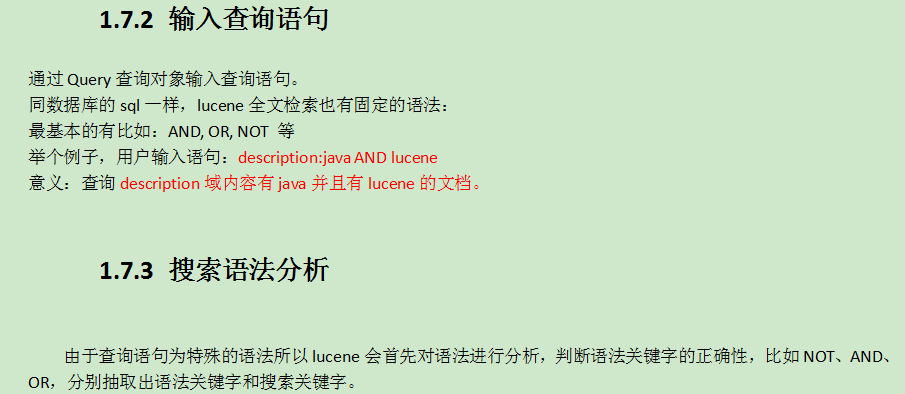 1.7.2 输入查询语句
通过 Query 查询对象输入查询语句。
同数据库的 sql 一样，lucene 全文检索也有固定的语法：
最基本的有比如：AND, OR, NOT 等
举个例子，用户输入语句：description:java AND lucene
意义：查询 description 域内容有 java 并且有 lucene 的文档。
1.7.3 搜索语法分析
由于查询语句为特殊的语法所以 lucene 会首先对语法进行分析，判断语法关键字的正确性，比如 NOT、AND、
OR，分别抽取出语法关键字和搜索关键字。